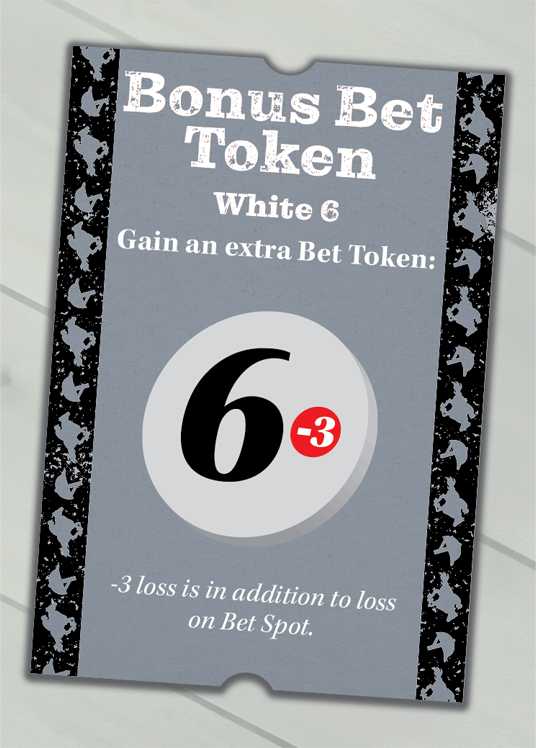 Bonus Bet
Token
White 6
Gain an extra Bet Token:
6 -3
-3 loss is in addition to loss
on Bet Spot.